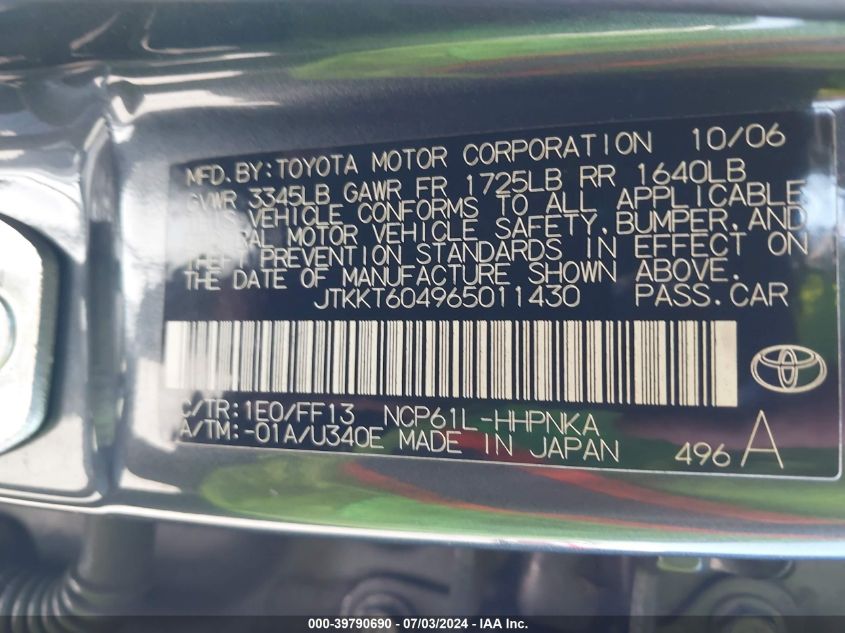 MFD.BY:TOYOTA MOTOR CORPORATION 10/06
GVWR 3345LB GAWR FR 1725LB RR 1640LB
THIS VEHICLE CONFORMS TO ALL APPLICABLE
FEDERAL MOTOR VEHICLE SAFETY,BUMPER,AND
THEFT PREVENTION STANDARDS IN EFFECT ON
THE DATE OF MANUFACTURE SHOWN ABOVE.
JTKKT604965011430 PASS.CAR
C/TR:1E0/FF13 NCP61L-HHPNKA
A/TM:-01A/U340E MADE IN JAPAN
496 A
000-39790690 - 07/03/2024 - IAA Inc.